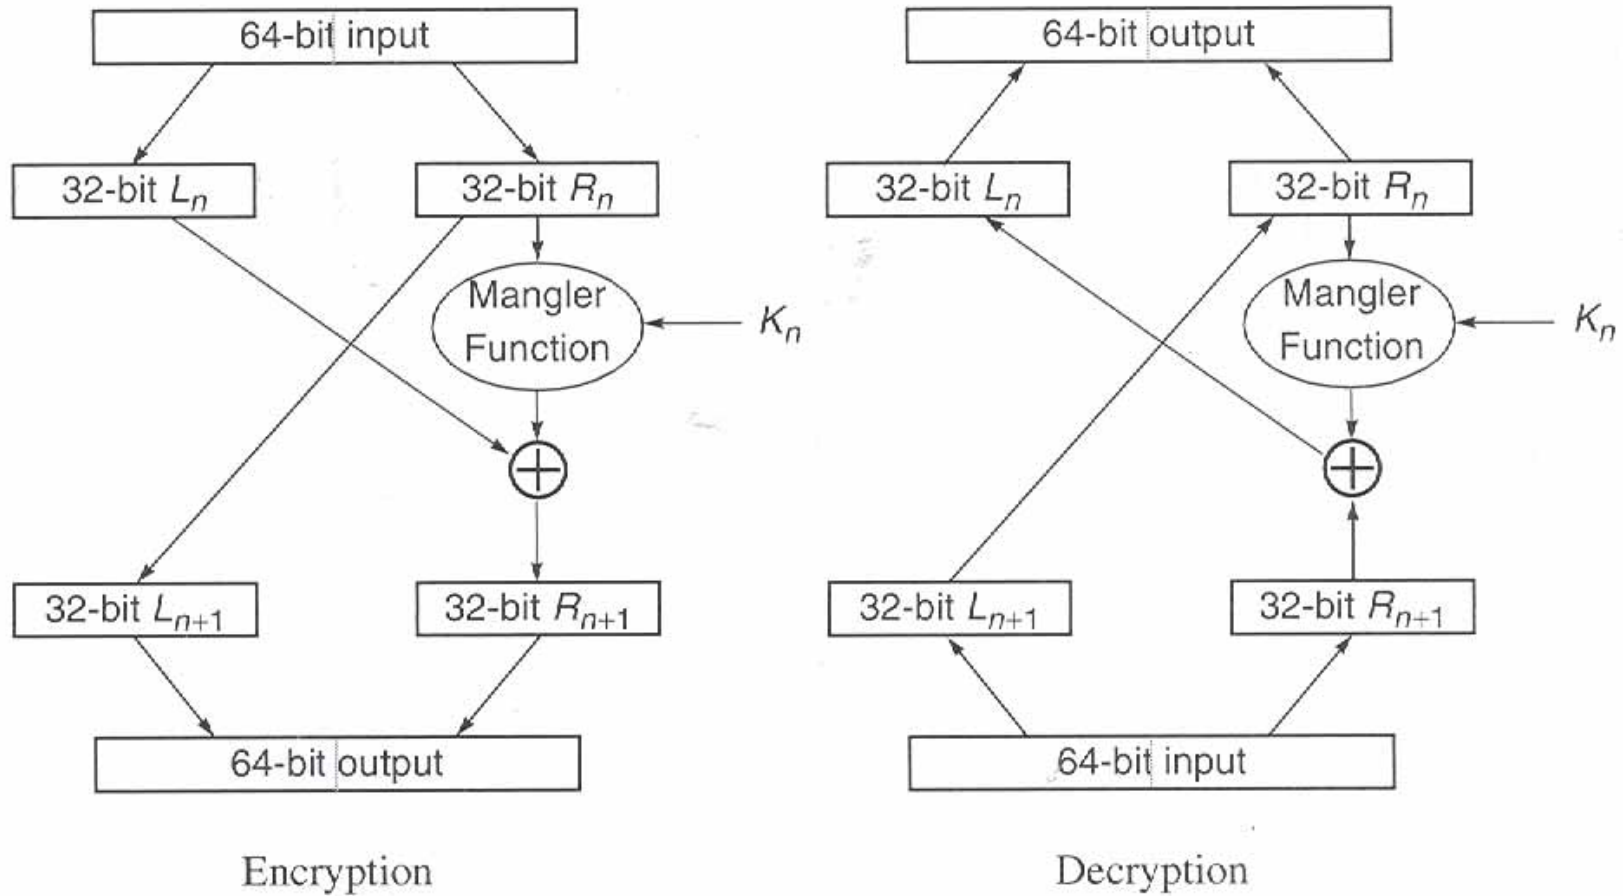 64-bit input
32-bit Lₙ
32-bit Rₙ
Mangler
Function
Kₙ
32-bit Lₙ₊₁
32-bit Rₙ₊₁
64-bit output
Encryption
64-bit output
32-bit Lₙ
32-bit Rₙ
Mangler
Function
Kₙ
32-bit Lₙ₊₁
32-bit Rₙ₊₁
64-bit input
Decryption